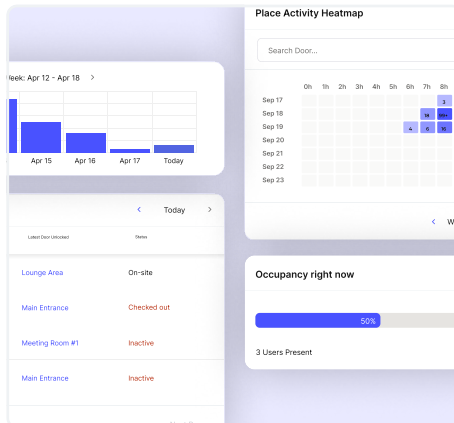 Place Activity Heatmap
Search Door...
0h 1h 2h 3h 4h 5h 6h 7h 8h
Sep 17 3
Sep 18 18 99+
Sep 19 4 6 16
Sep 20
Sep 21
Sep 22
Sep 23
Week: Apr 12 - Apr 18
Apr 15 Apr 16 Apr 17 Today
Today
Latest Door Unlocked Status
Lounge Area On-site
Main Entrance Checked out
Meeting Room #1 Inactive
Main Entrance Inactive
W
Occupancy right now
50%
3 Users Present